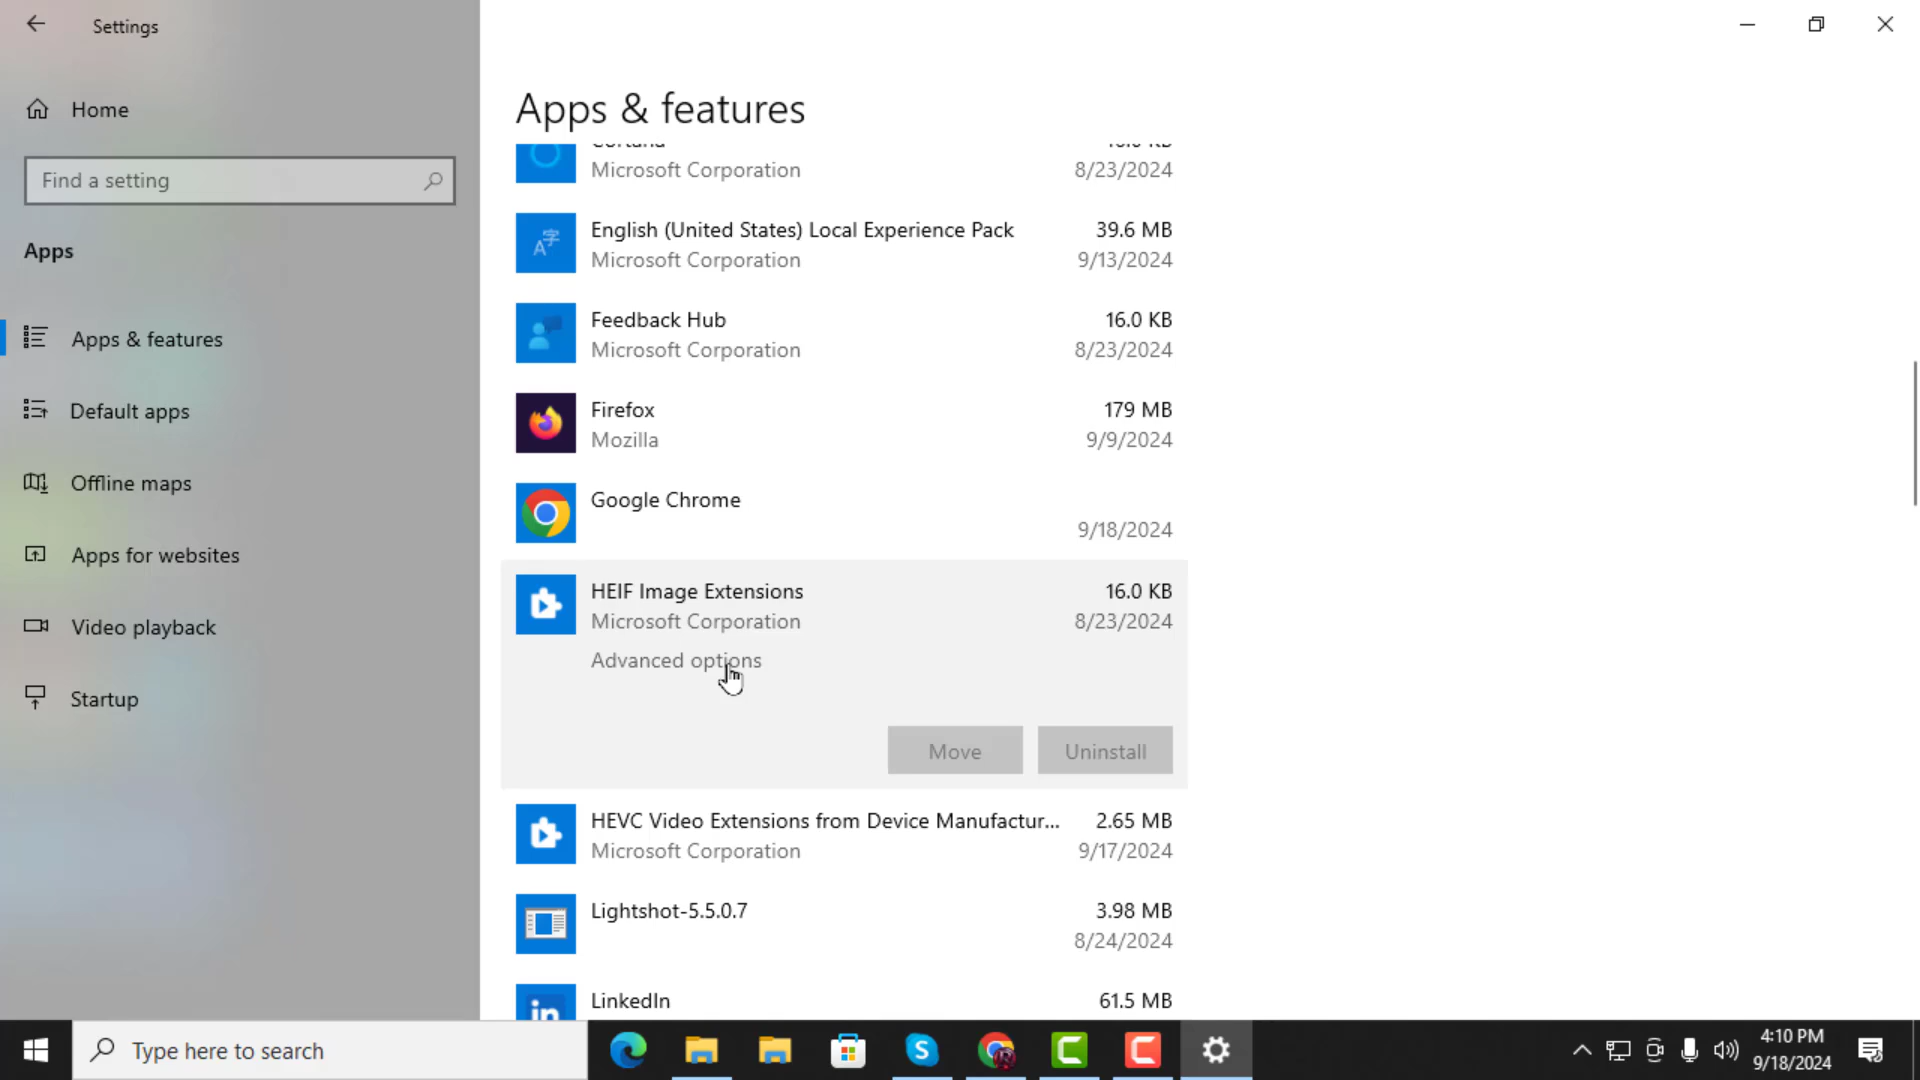 Settings
Home
Find a setting
Apps
Apps & features
Default apps
Offline maps
Apps for websites
Video playback
Startup
Apps & features
Cortana 16.0 KB
Microsoft Corporation 8/23/2024
English (United States) Local Experience Pack 39.6 MB
Microsoft Corporation 9/13/2024
Feedback Hub 16.0 KB
Microsoft Corporation 8/23/2024
Firefox 179 MB
Mozilla 9/9/2024
Google Chrome
9/18/2024
HEIF Image Extensions 16.0 KB
Microsoft Corporation 8/23/2024
Advanced options
Move Uninstall
HEVC Video Extensions from Device Manufactur... 2.65 MB
Microsoft Corporation 9/17/2024
Lightshot-5.5.0.7 3.98 MB
8/24/2024
LinkedIn 61.5 MB
Type here to search
4:10 PM
9/18/2024